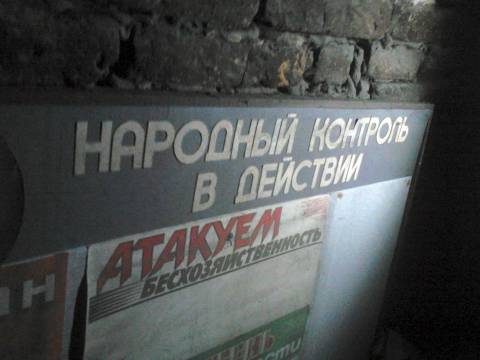 НАРОДНЫЙ КОНТРОЛЬ
В ДЕЙСТВИИ
АТАКУЕМ
БЕСХОЗЯЙСТВЕННОСТЬ